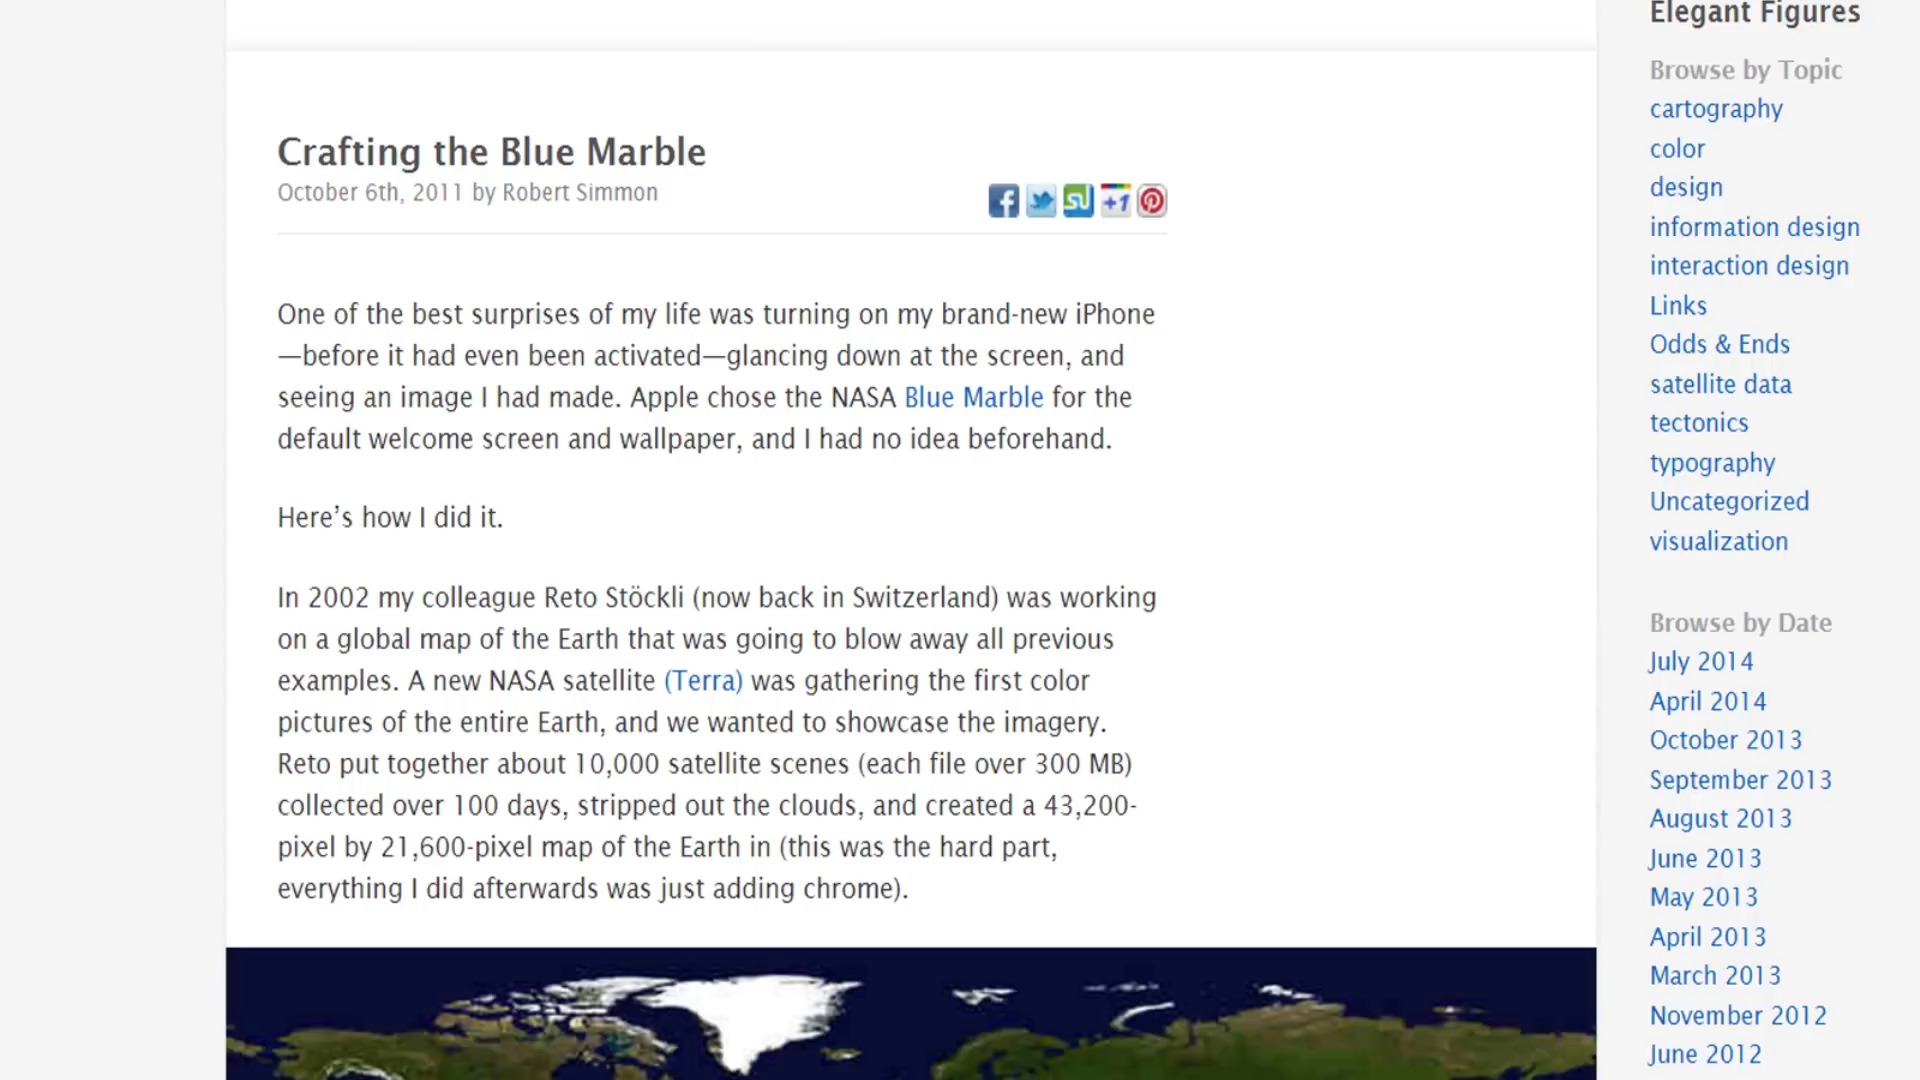 Crafting the Blue Marble
October 6th, 2011 by Robert Simmon
f
SU
+1
One of the best surprises of my life was turning on my brand-new iPhone
—before it had even been activated—glancing down at the screen, and
seeing an image I had made. Apple chose the NASA Blue Marble for the
default welcome screen and wallpaper, and I had no idea beforehand.
Here’s how I did it.
In 2002 my colleague Reto Stöckli (now back in Switzerland) was working
on a global map of the Earth that was going to blow away all previous
examples. A new NASA satellite (Terra) was gathering the first color
pictures of the entire Earth, and we wanted to showcase the imagery.
Reto put together about 10,000 satellite scenes (each file over 300 MB)
collected over 100 days, stripped out the clouds, and created a 43,200-
pixel by 21,600-pixel map of the Earth in (this was the hard part,
everything I did afterwards was just adding chrome).
Elegant Figures
Browse by Topic
cartography
color
design
information design
interaction design
Links
Odds & Ends
satellite data
tectonics
typography
Uncategorized
visualization
Browse by Date
July 2014
April 2014
October 2013
September 2013
August 2013
June 2013
May 2013
April 2013
March 2013
November 2012
June 2012